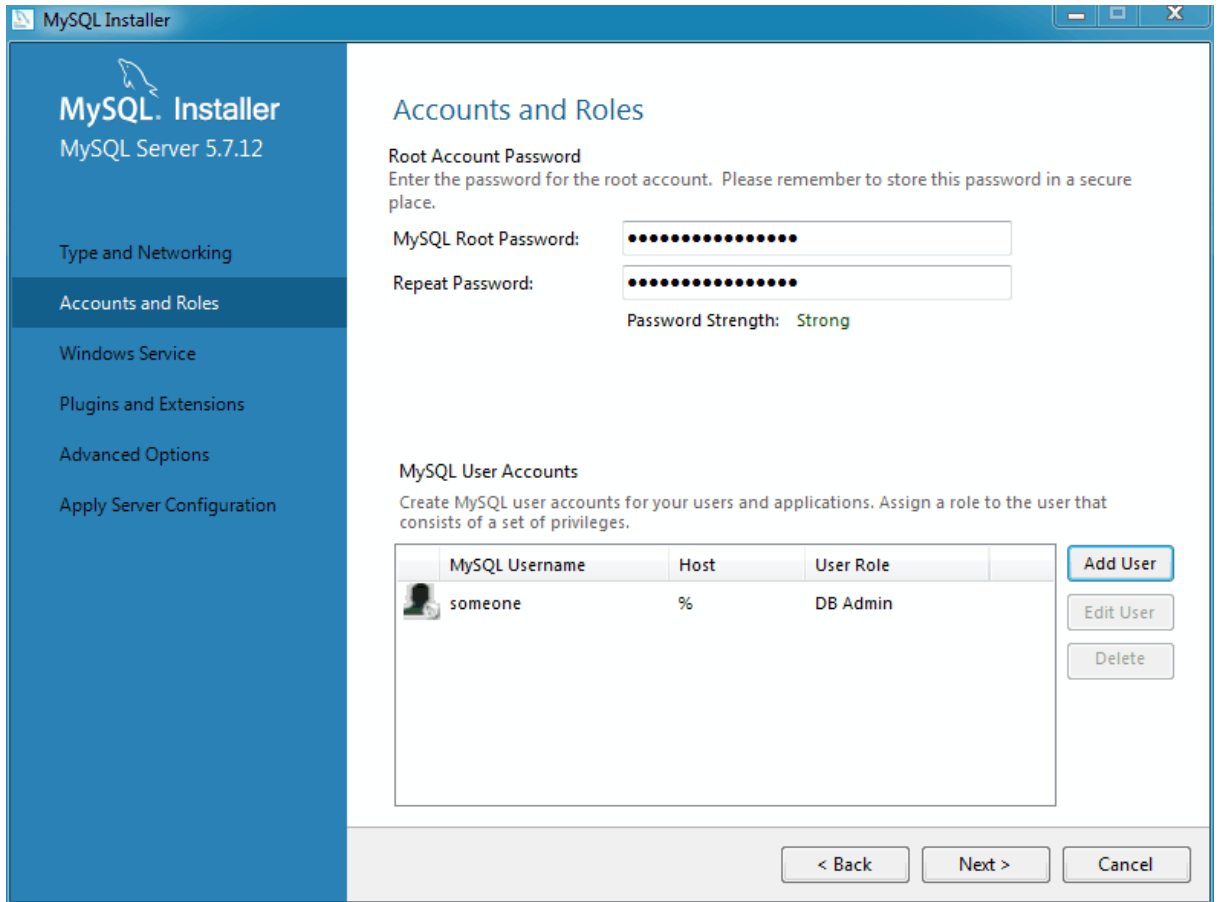 MySQL Installer
MySQL. Installer
MySQL Server 5.7.12
Type and Networking
Accounts and Roles
Windows Service
Plugins and Extensions
Advanced Options
Apply Server Configuration
Accounts and Roles
Root Account Password
Enter the password for the root account. Please remember to store this password in a secure
place.
MySQL Root Password: ●●●●●●●●●●●●●●●●
Repeat Password: ●●●●●●●●●●●●●●●●
Password Strength: Strong
MySQL User Accounts
Create MySQL user accounts for your users and applications. Assign a role to the user that
consists of a set of privileges.
MySQL Username Host User Role
someone % DB Admin
Add User
Edit User
Delete
< Back Next > Cancel